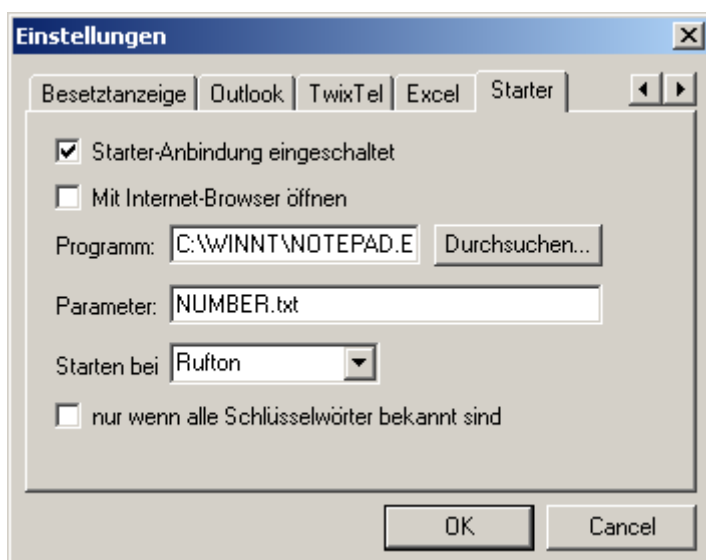 Einstellungen
Besetztanzeige Outlook TwixTel Excel Starter
Starter-Anbindung eingeschaltet
Mit Internet-Browser öffnen
Programm: C:\WINNT\NOTEPAD.E Durchsuchen...
Parameter: NUMBER.txt
Starten bei Rufton
nur wenn alle Schlüsselwörter bekannt sind
OK Cancel